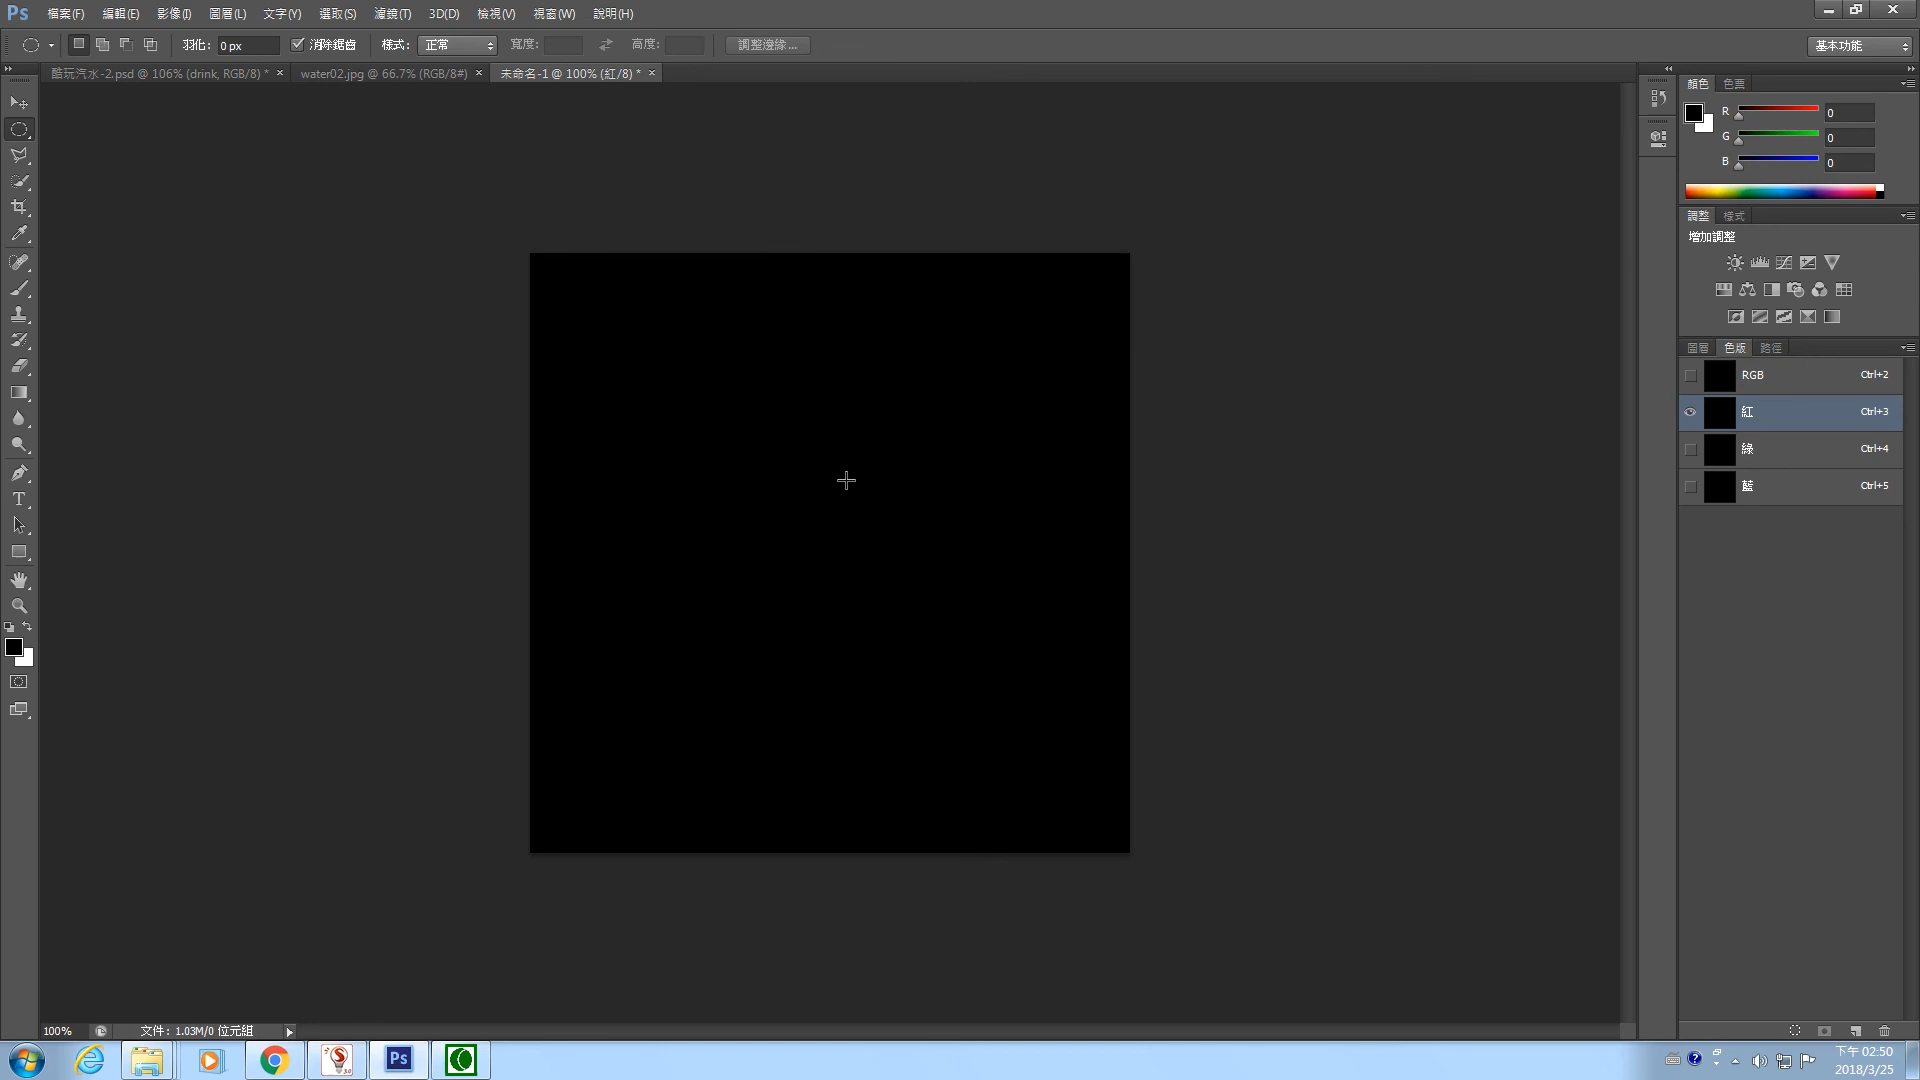 Ps 檔案(F) 編輯(E) 影像(I) 圖層(L) 文字(Y) 選取(S) 濾鏡(T) 3D(D) 檢視(V) 視窗(W) 說明(H)
羽化: 0 px 消除鋸齒 樣式: 正常 寬度: 高度: 調整邊緣... 基本功能
酷玩汽水-2.psd @ 106% (drink, RGB/8) * × water02.jpg @ 66.7% (RGB/8#) × 未命名-1 @ 100% (紅/8) * ×
顏色 色票
R 0
G 0
B 0
調整 樣式
增加調整
圖層 色版 路徑
RGB Ctrl+2
紅 Ctrl+3
綠 Ctrl+4
藍 Ctrl+5
T
100% 文件: 1.03M/0 位元組
Ps
下午 02:50
2018/3/25